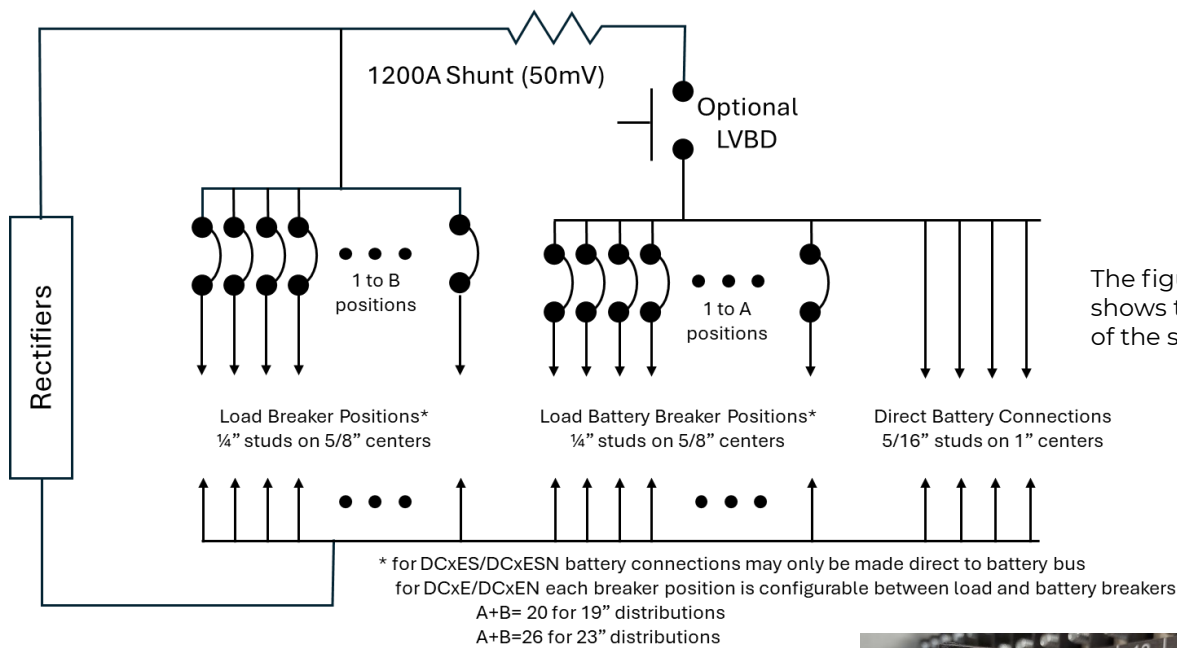 1200A Shunt (50mV)
Optional
LVBD
Rectifiers
1 to B
positions
1 to A
positions
The
shows
of the
Load Breaker Positions*
¼” studs on 5/8” centers
Load Battery Breaker Positions*
¼” studs on 5/8” centers
Direct Battery Connections
5/16” studs on 1” centers
* for DCxES/DCxESN battery connections may only be made direct to battery bus
for DCxE/DCxEN each breaker position is configurable between load and battery breakers
A+B= 20 for 19” distributions
A+B=26 for 23” distributions